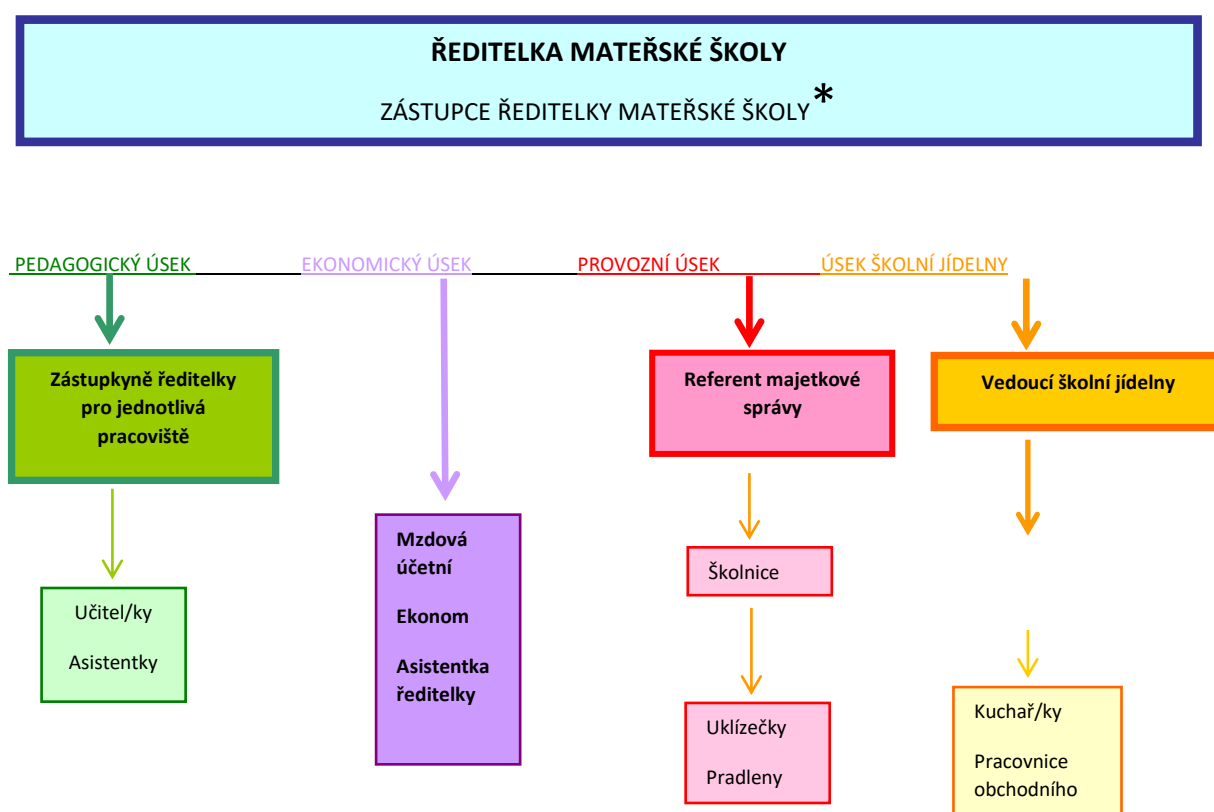 ŘEDITELKA MATEŘSKÉ ŠKOLY
ZÁSTUPCE ŘEDITELKY MATEŘSKÉ ŠKOLY*
PEDAGOGICKÝ ÚSEK
EKONOMICKÝ ÚSEK
PROVOZNÍ ÚSEK
ÚSEK ŠKOLNÍ JÍDELNY
Zástupkyně ředitelky
pro jednotlivá
pracoviště
Učitel/ky
Asistentky
Mzdová
účetní
Ekonom
Asistentka
ředitelky
Referent majetkové
správy
Školnice
Uklízečky
Pradleny
Vedoucí školní jídelny
Kuchař/ky
Pracovnice
obchodního